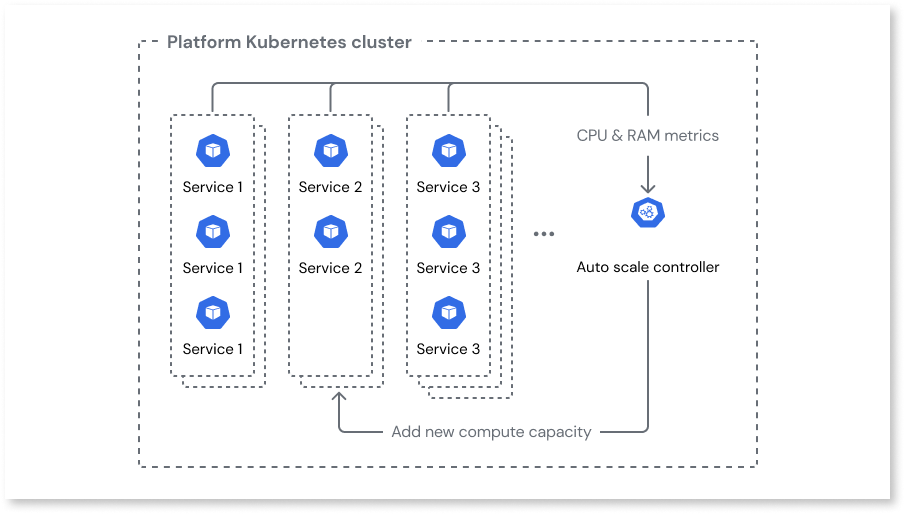 Platform Kubernetes cluster
CPU & RAM metrics
Service 1
Service 2
Service 3
Service 1
Service 2
Service 3
...
Auto scale controller
Service 1
Service 3
Add new compute capacity